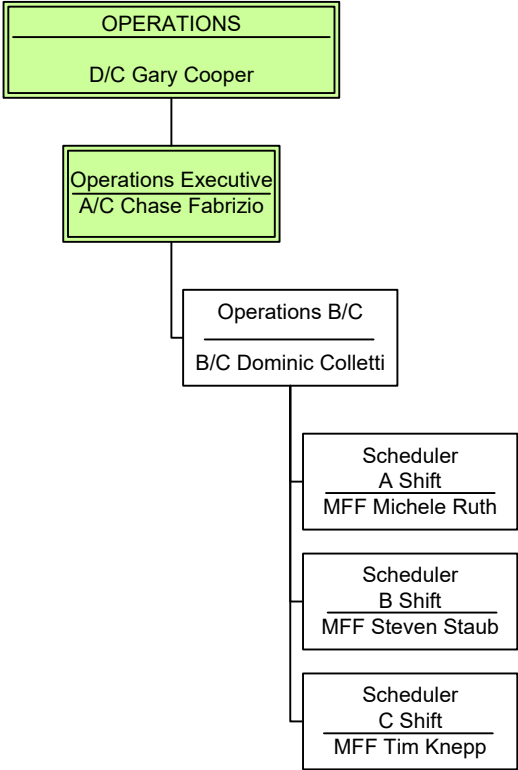 OPERATIONS
D/C Gary Cooper
Operations Executive
A/C Chase Fabrizio
Operations B/C
B/C Dominic Colletti
Scheduler
A Shift
MFF Michele Ruth
Scheduler
B Shift
MFF Steven Staub
Scheduler
C Shift
MFF Tim Knepp